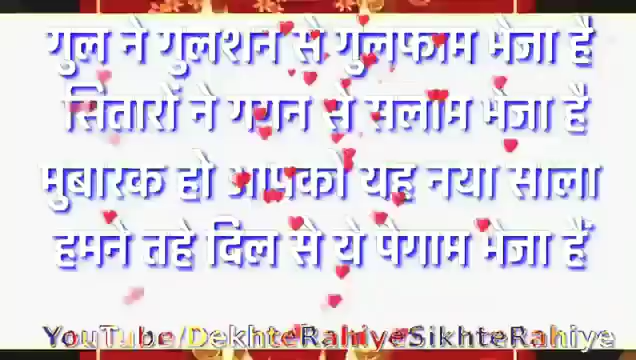 गुल ने गुलशन से गुलफाम भेजा है
सितारों ने गगन से सलाम भेजा है
मुबारक हो आपको यह नया साला
हमने तहे दिल से ये पैगाम भेजा हैं
YouTube/DekhteRahiyeSikhteRahiye